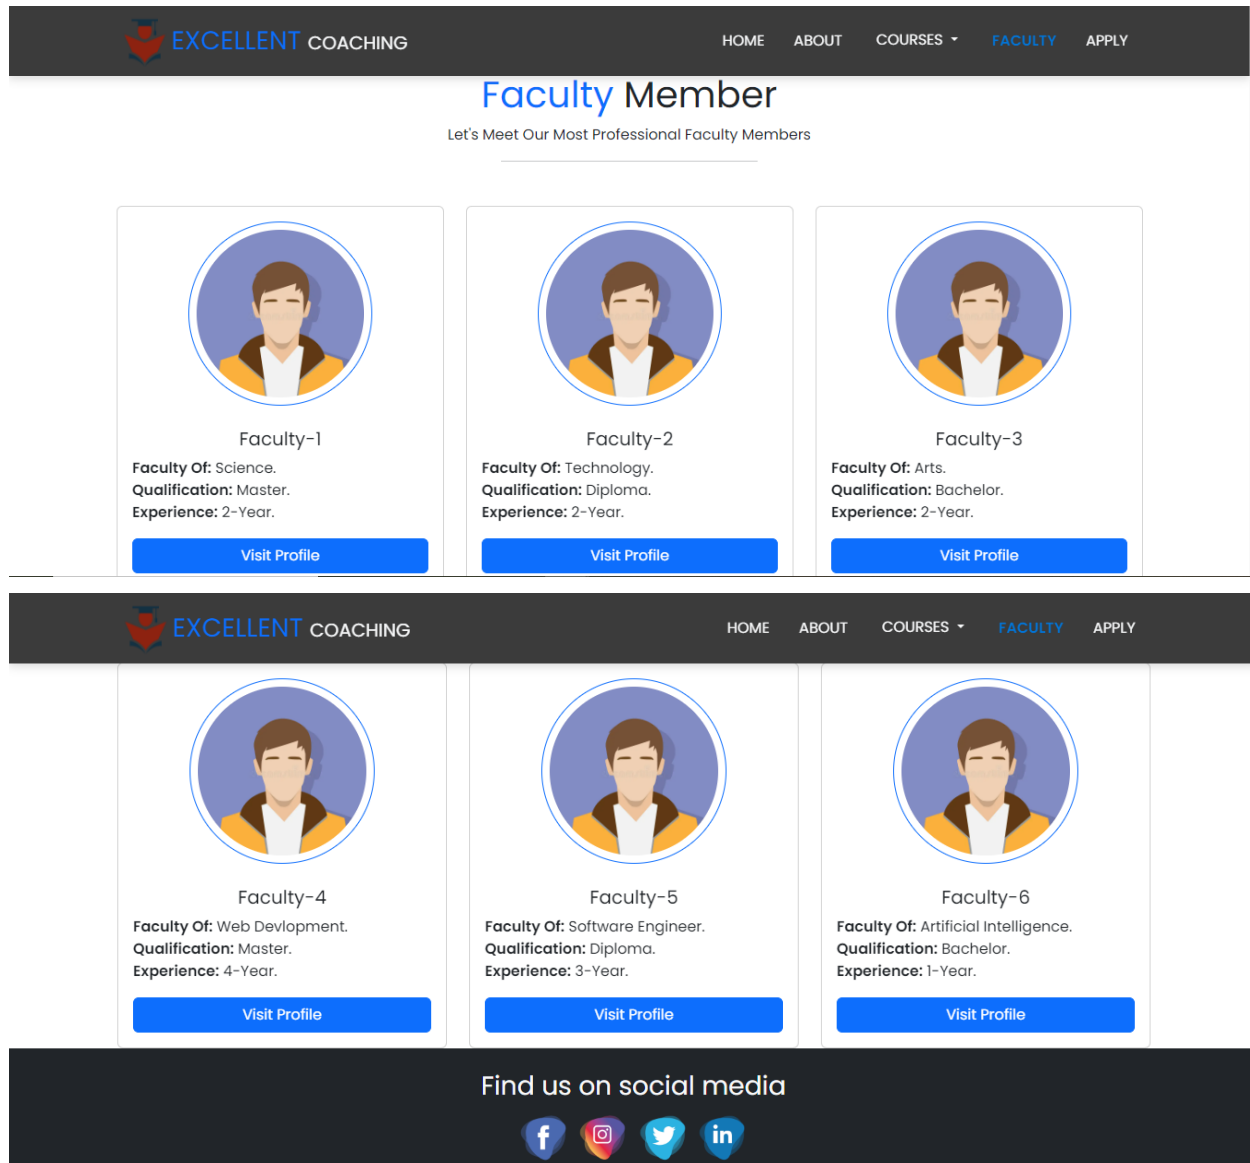 EXCELLENT COACHING HOME ABOUT COURSES FACULTY APPLY
Faculty Member
Let's Meet Our Most Professional Faculty Members
Faculty-1
Faculty Of: Science.
Qualification: Master.
Experience: 2-Year.
Visit Profile
Faculty-2
Faculty Of: Technology.
Qualification: Diploma.
Experience: 2-Year.
Visit Profile
Faculty-3
Faculty Of: Arts.
Qualification: Bachelor.
Experience: 2-Year.
Visit Profile
EXCELLENT COACHING HOME ABOUT COURSES FACULTY APPLY
Faculty-4
Faculty Of: Web Devlopment.
Qualification: Master.
Experience: 4-Year.
Visit Profile
Faculty-5
Faculty Of: Software Engineer.
Qualification: Diploma.
Experience: 3-Year.
Visit Profile
Faculty-6
Faculty Of: Artificial Intelligence.
Qualification: Bachelor.
Experience: 1-Year.
Visit Profile
Find us on social media
f in